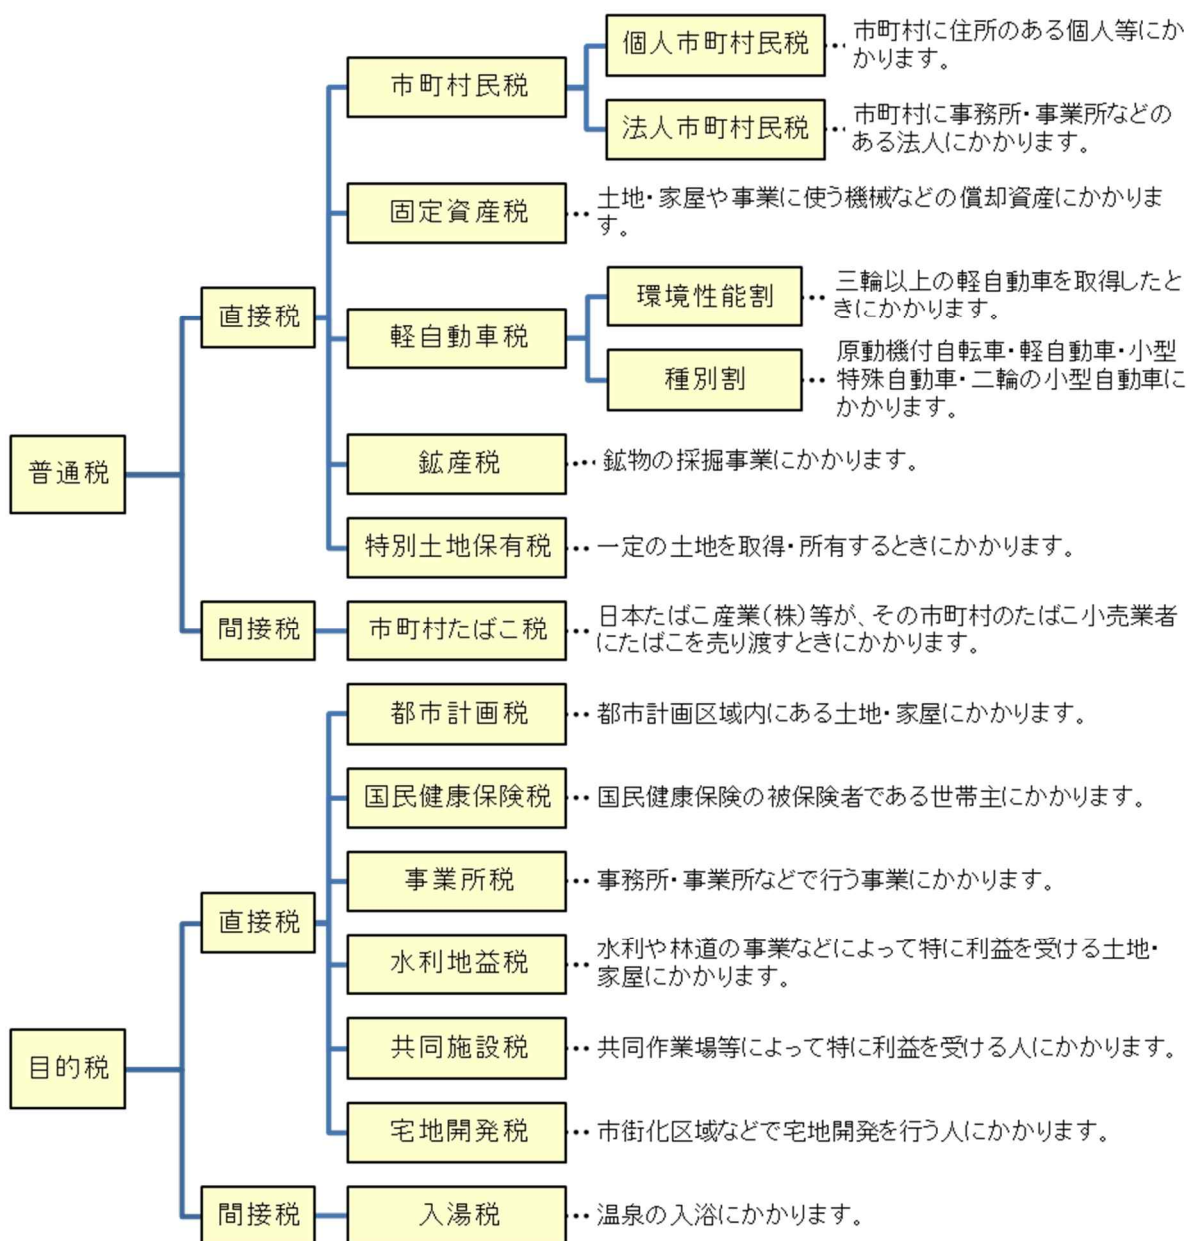 普通税
直接税
市町村民税
個人市町村民税
… 市町村に住所のある個人等にか
かります。
法人市町村民税
… 市町村に事務所・事業所などの
ある法人にかかります。
固定資産税
… 土地・家屋や事業に使う機械などの償却資産にかかりま
す。
軽自動車税
環境性能割
… 三輪以上の軽自動車を取得したと
きにかかります。
種別割
… 原動機付自転車・軽自動車・小型
特殊自動車・二輪の小型自動車に
かかります。
鉱産税
… 鉱物の採掘事業にかかります。
特別土地保有税
… 一定の土地を取得・所有するときにかかります。
間接税
市町村たばこ税
… 日本たばこ産業(株)等が、その市町村のたばこ小売業者
にたばこを売り渡すときにかかります。
目的税
直接税
都市計画税
… 都市計画区域内にある土地・家屋にかかります。
国民健康保険税
… 国民健康保険の被保険者である世帯主にかかります。
事業所税
… 事務所・事業所などで行う事業にかかります。
水利地益税
… 水利や林道の事業などによって特に利益を受ける土地・
家屋にかかります。
共同施設税
… 共同作業場等によって特に利益を受ける人にかかります。
宅地開発税
… 市街化区域などで宅地開発を行う人にかかります。
間接税
入湯税
… 温泉の入浴にかかります。